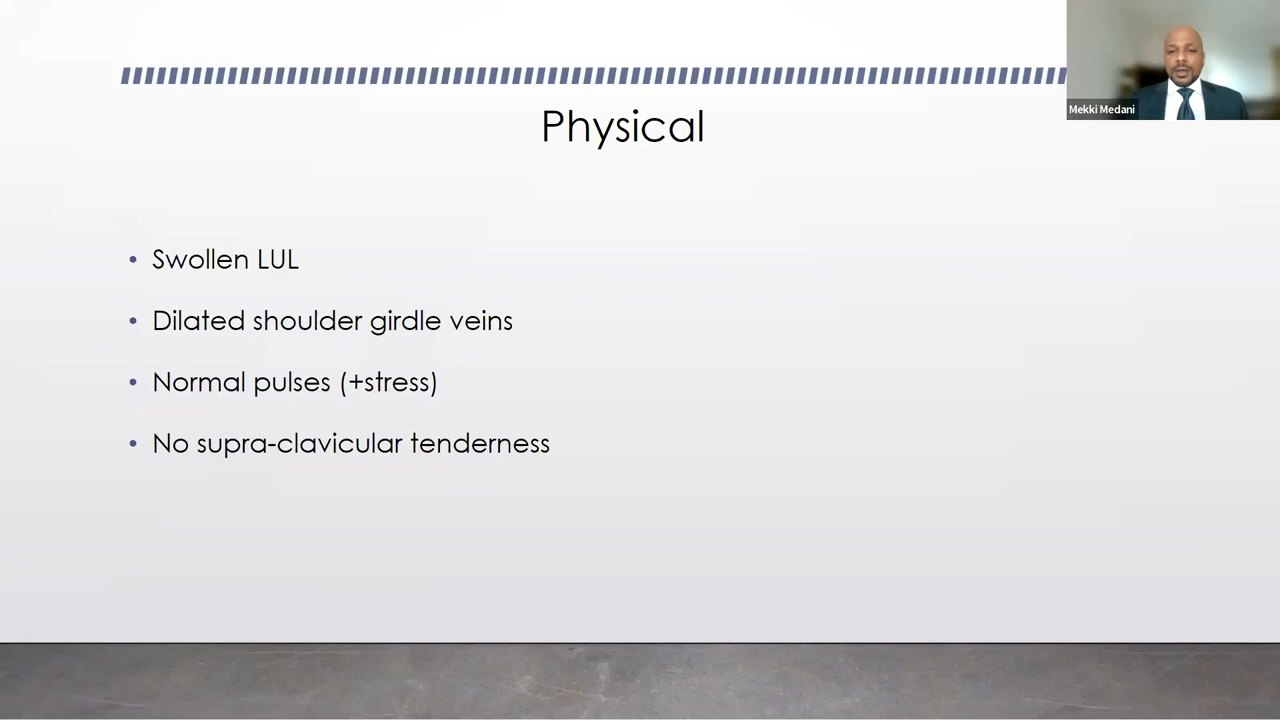 Mekki Medani
Physical
• Swollen LUL
• Dilated shoulder girdle veins
• Normal pulses (+stress)
• No supra-clavicular tenderness